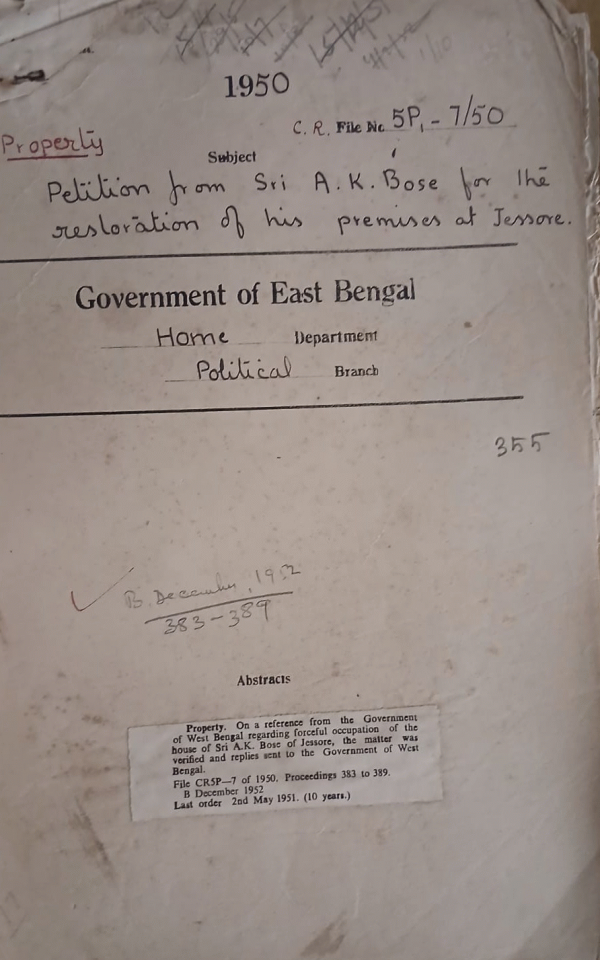 1950
C. R. File No 5P, - 7/50
Property
Subject
Petition from Sri A. K. Bose for the
restoration of his premises at Jessore.
Government of East Bengal
Home Department
Political Branch
355
B. December, 1952
383-389
Abstracts
Property. On a reference from the Government
of West Bengal regarding forceful occupation of the
house of Sri A.K. Bose of Jessore, the matter was
verified and replies sent to the Government of West
Bengal.
File CR5P—7 of 1950. Proceedings 383 to 389.
B December 1952
Last order 2nd May 1951. (10 years.)